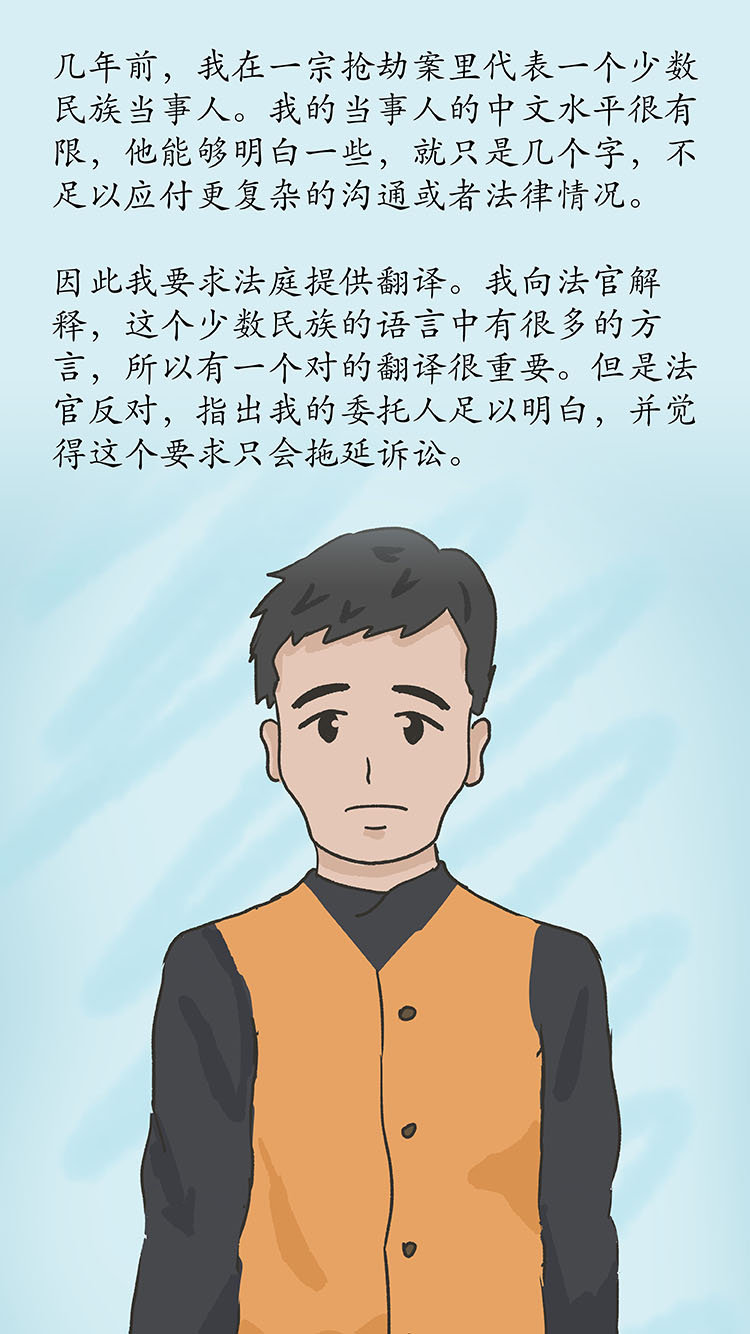 几年前，我在一宗抢劫案里代表一个少数
民族当事人。我的当事人的中文水平很有
限，他能够明白一些，就只是几个字，不
足以应付更复杂的沟通或者法律情况。
因此我要求法庭提供翻译。我向法官解
释，这个少数民族的语言中有很多的方
言，所以有一个对的翻译很重要。但是法
官反对，指出我的委托人足以明白，并觉
得这个要求只会拖延诉讼。